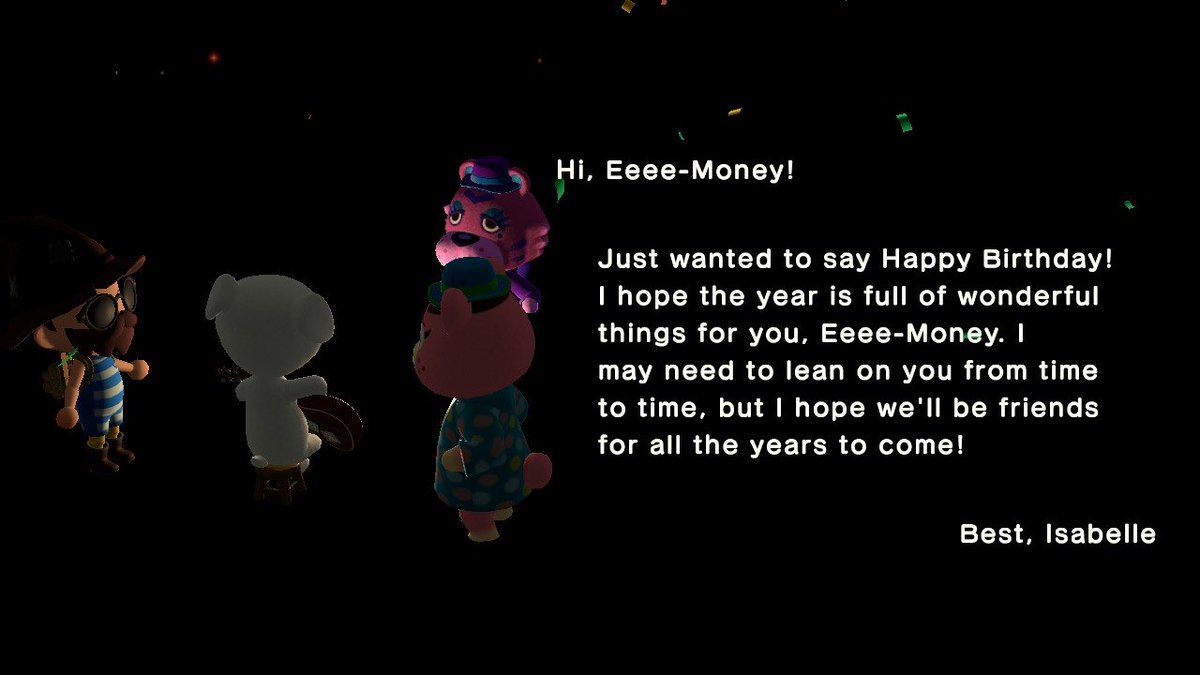 Hi, Eeee-Money!
Just wanted to say Happy Birthday!
I hope the year is full of wonderful
things for you, Eeee-Money. I
may need to lean on you from time
to time, but I hope we'll be friends
for all the years to come!
Best, Isabelle